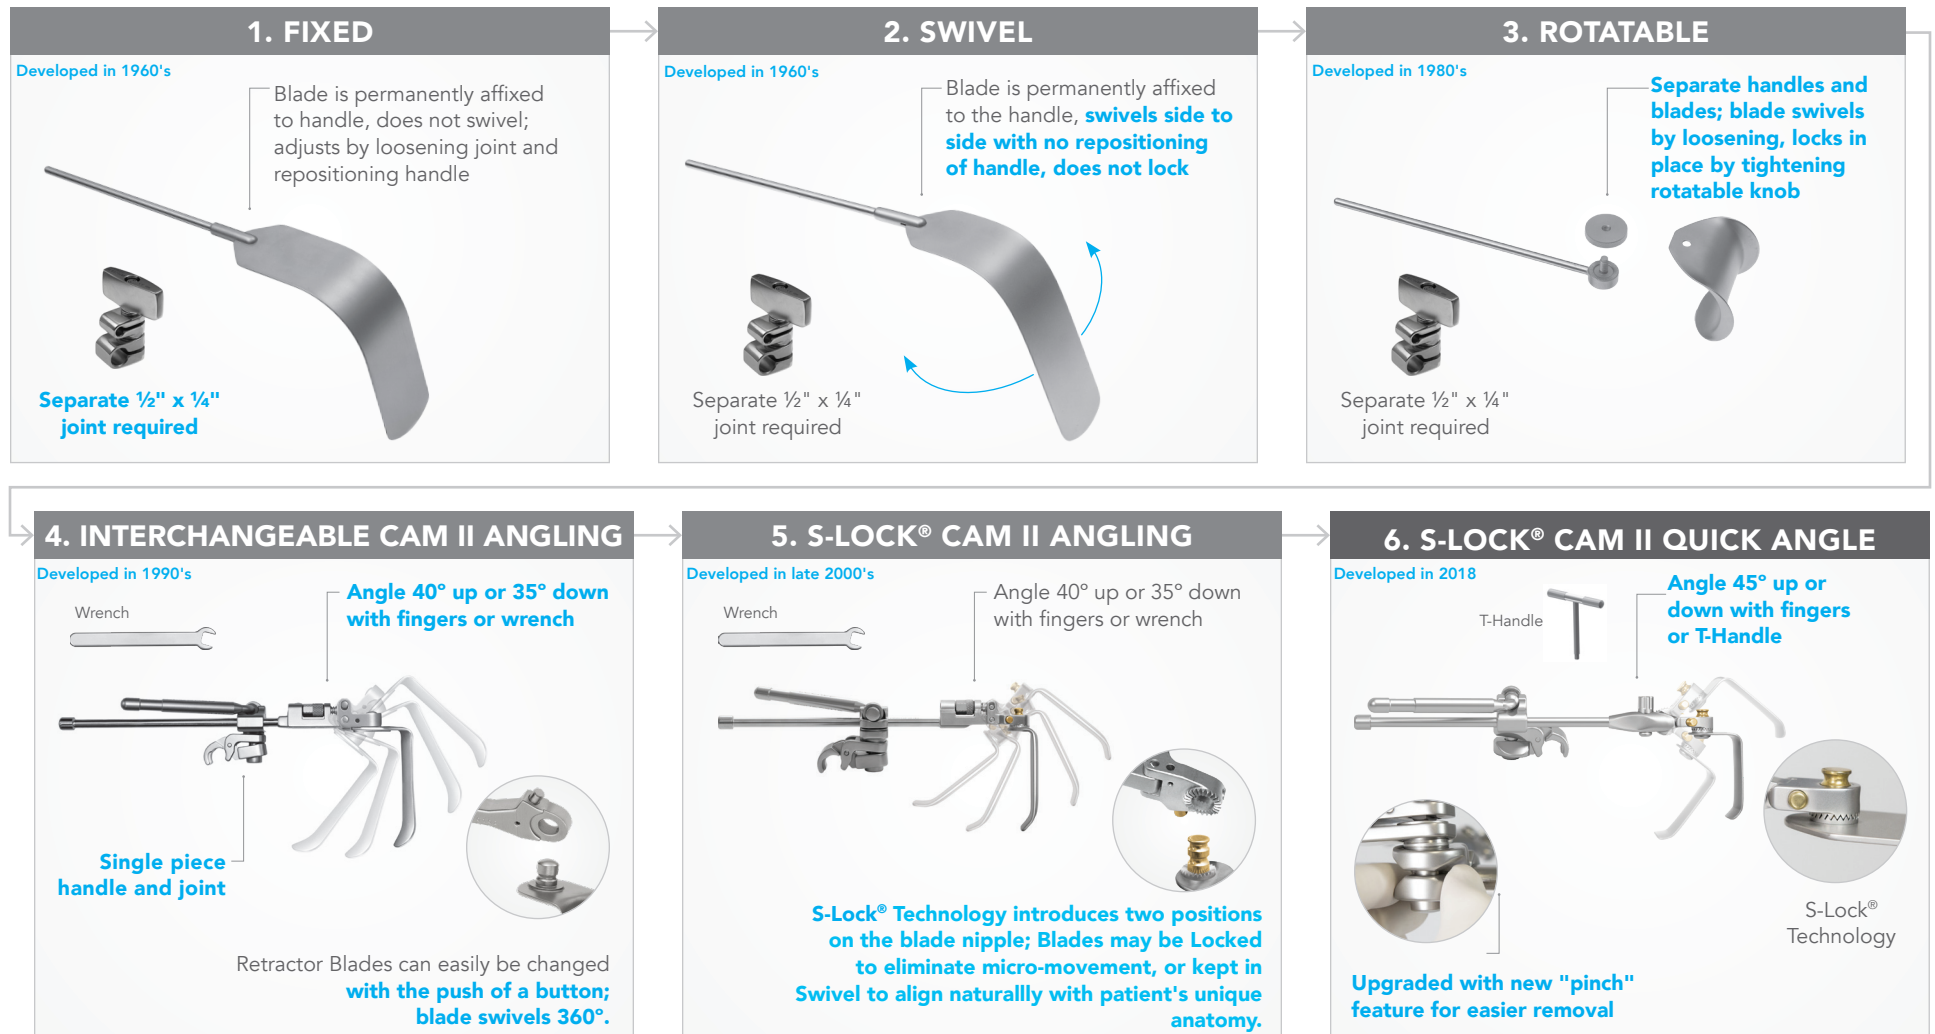 1. FIXED
Developed in 1960's
Blade is permanently affixed
to handle, does not swivel;
adjusts by loosening joint and
repositioning handle
Separate ½" x ¼"
joint required
2. SWIVEL
Developed in 1960's
Blade is permanently affixed
to the handle, swivels side to
side with no repositioning
of handle, does not lock
Separate ½" x ¼"
joint required
3. ROTATABLE
Developed in 1980's
Separate handles and
blades; blade swivels
by loosening, locks in
place by tightening
rotatable knob
Separate ½" x ¼"
joint required
4. INTERCHANGEABLE CAM II ANGLING
Developed in 1990's
Wrench
Angle 40º up or 35º down
with fingers or wrench
Single piece
handle and joint
Retractor Blades can easily be changed
with the push of a button;
blade swivels 360º.
5. S-LOCK® CAM II ANGLING
Developed in late 2000's
Wrench
Angle 40º up or 35º down
with fingers or wrench
S-Lock® Technology introduces two positions
on the blade nipple; Blades may be Locked
to eliminate micro-movement, or kept in
Swivel to align naturallly with patient's unique
anatomy.
6. S-LOCK® CAM II QUICK ANGLE
Developed in 2018
T-Handle
Angle 45º up or
down with fingers
or T-Handle
S-Lock®
Technology
Upgraded with new "pinch"
feature for easier removal